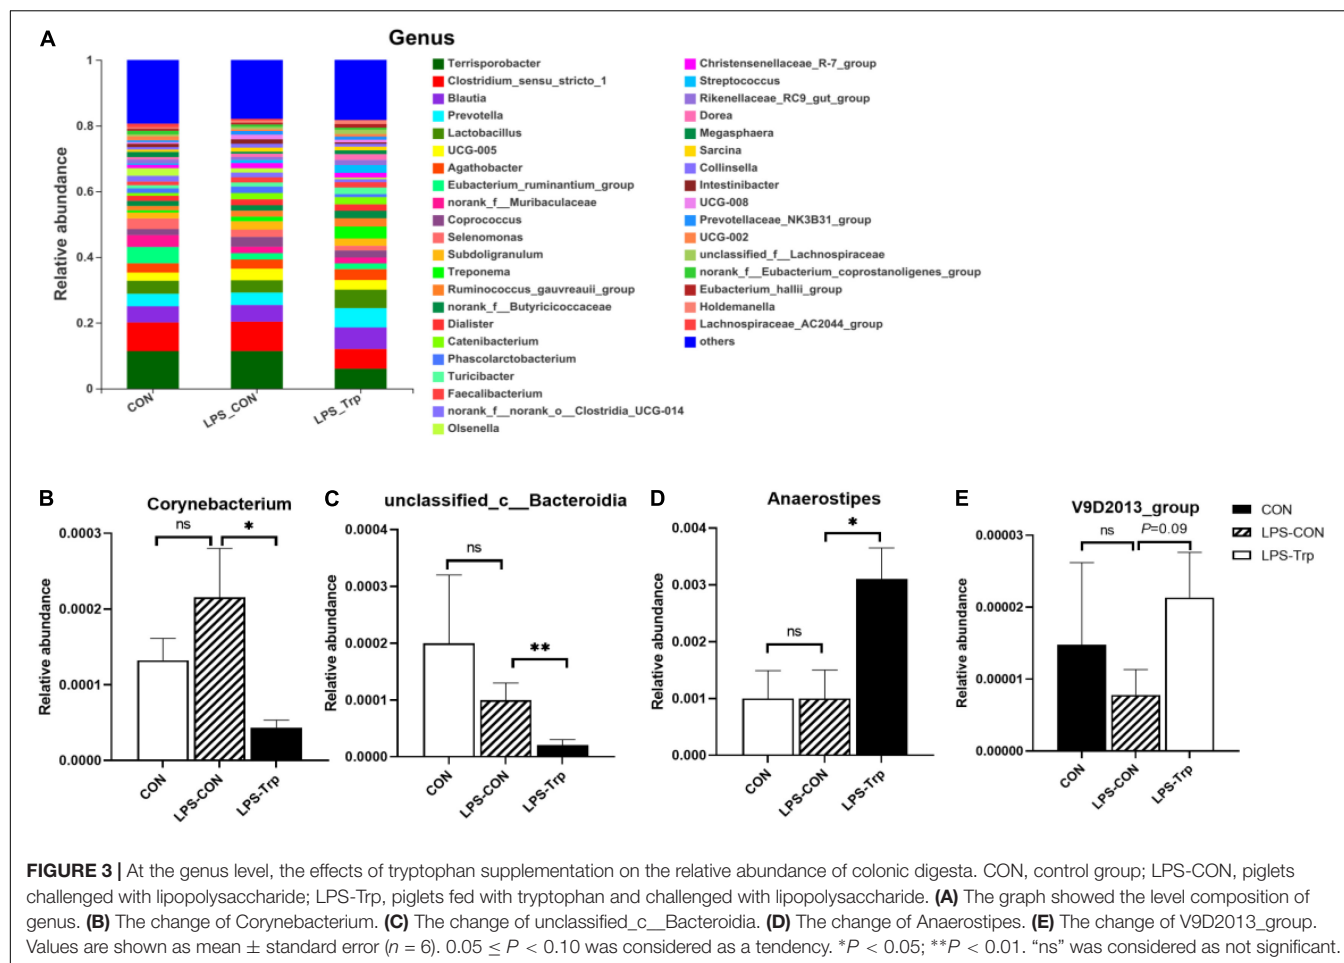 A
Genus
1
0.8
0.6
0.4
0.2
0
Relative abundance
CON
LPS_CON
LPS_Trp
Terrisporobacter
Clostridium_sensu_stricto_1
Blautia
Prevotella
Lactobacillus
UCG-005
Agathobacter
Eubacterium_ruminantium_group
norank_f__Muribaculaceae
Coprococcus
Selenomonas
Subdoligranulum
Treponema
Ruminococcus_gauvreauii_group
norank_f__Butyricicoccaceae
Dialister
Catenibacterium
Phascolarctobacterium
Turicibacter
Faecalibacterium
norank_f__norank_o__Clostridia_UCG-014
Olsenella
Christensenellaceae_R-7_group
Streptococcus
Rikenellaceae_RC9_gut_group
Dorea
Megasphaera
Sarcina
Collinsella
Intestinibacter
UCG-008
Prevotellaceae_NK3B31_group
UCG-002
unclassified_f__Lachnospiraceae
norank_f__Eubacterium_coprostanoligenes_group
Eubacterium_hallii_group
Holdemanella
Lachnospiraceae_AC2044_group
others
B
Corynebacterium
Relative abundance
0.0003
0.0002
0.0001
0.0000
ns
*
CON
LPS-CON
LPS-Trp
C
unclassified_c__Bacteroidia
Relative abundance
0.0004
0.0003
0.0002
0.0001
0.0000
ns
**
CON
LPS-CON
LPS-Trp
D
Anaerostipes
Relative abundance
0.004
0.003
0.002
0.001
0.000
ns
*
CON
LPS-CON
LPS-Trp
E
V9D2013_group
Relative abundance
0.00003
0.00002
0.00001
0.00000
ns
P=0.09
CON
LPS-CON
LPS-Trp
CON
LPS-CON
LPS-Trp
FIGURE 3 | At the genus level, the effects of tryptophan supplementation on the relative abundance of colonic digesta. CON, control group; LPS-CON, piglets
challenged with lipopolysaccharide; LPS-Trp, piglets fed with tryptophan and challenged with lipopolysaccharide. (A) The graph showed the level composition of
genus. (B) The change of Corynebacterium. (C) The change of unclassified_c__Bacteroidia. (D) The change of Anaerostipes. (E) The change of V9D2013_group.
Values are shown as mean ± standard error (n = 6). 0.05 ≤ P < 0.10 was considered as a tendency. *P < 0.05; **P < 0.01. “ns” was considered as not significant.